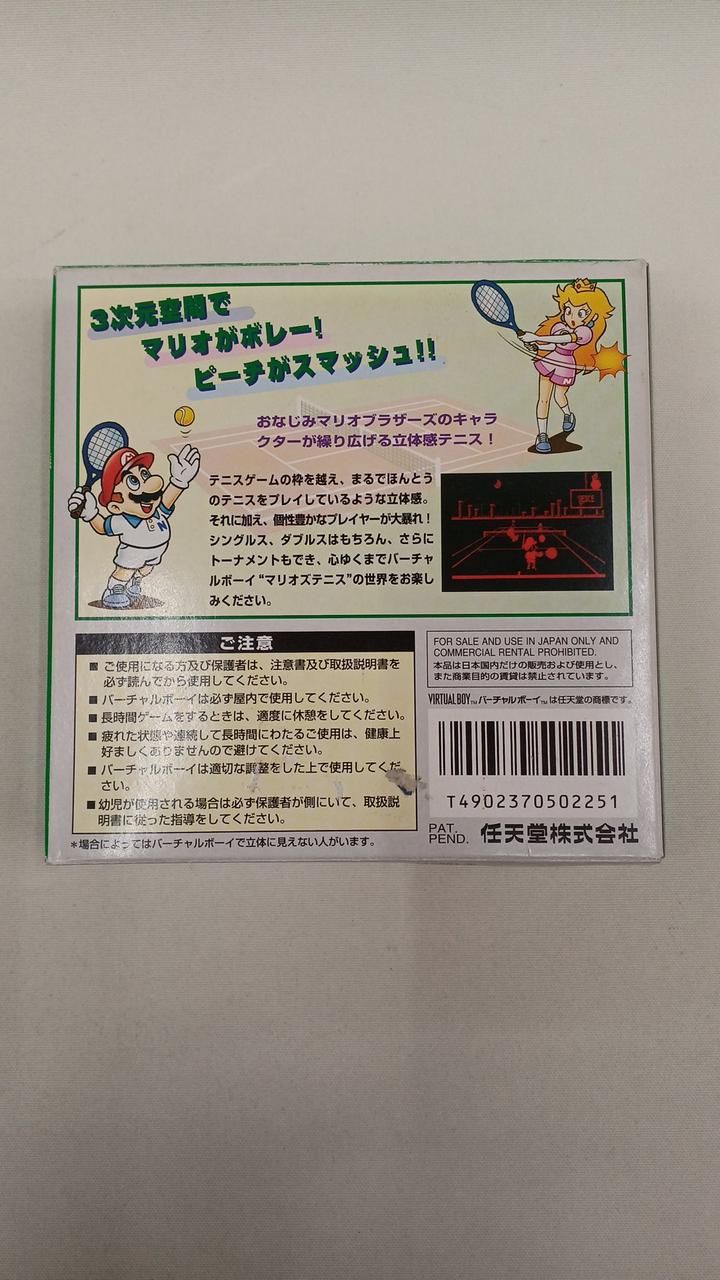 3次元空間で
マリオがボレー!
ピーチがスマッシュ!!
おなじみマリオブラザーズのキャラ
クターが繰り広げる立体感テニス！
テニスゲームの枠を越え、まるでほんとう
のテニスをプレイしているような立体感。
それに加え、個性豊かなプレイヤーが大暴れ！
シングルス、ダブルスはもちろん、さらに
トーナメントもでき、心ゆくまでバーチャ
ルボーイ“マリオズテニス”の世界をお楽し
みください。
N
N
ご注意
■ ご使用になる方及び保護者は、注意書及び取扱説明書を
必ず読んでから使用してください。
■ バーチャルボーイは必ず屋内で使用してください。
■ 長時間ゲームをするときは、適度に休憩をしてください。
■ 疲れた状態や連続して長時間にわたるご使用は、健康上
好ましくありませんので避けてください。
■ バーチャルボーイは適切な調整をした上で使用してくだ
さい。
■ 幼児が使用される場合は必ず保護者が側にいて、取扱説
明書に従った指導をしてください。
＊場合によってはバーチャルボーイで立体に見えない人がいます。
FOR SALE AND USE IN JAPAN ONLY AND
COMMERCIAL RENTAL PROHIBITED.
本品は日本国内だけの販売および使用とし、
また商業目的の賃貸は禁止されています。
VIRTUAL BOY™ バーチャルボーイ™ は任天堂の商標です。
T4902370502251
PAT.
PEND.
任天堂株式会社